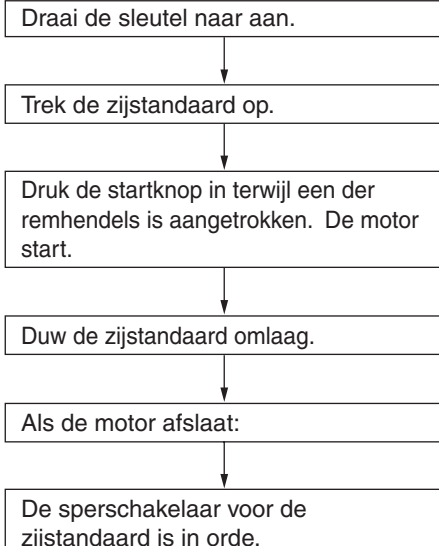 Draai de sleutel naar aan.
Trek de zijstandaard op.
Druk de startknop in terwijl een der
remhendels is aangetrokken. De motor
start.
Duw de zijstandaard omlaag.
Als de motor afslaat:
De sperschakelaar voor de
zijstandaard is in orde.